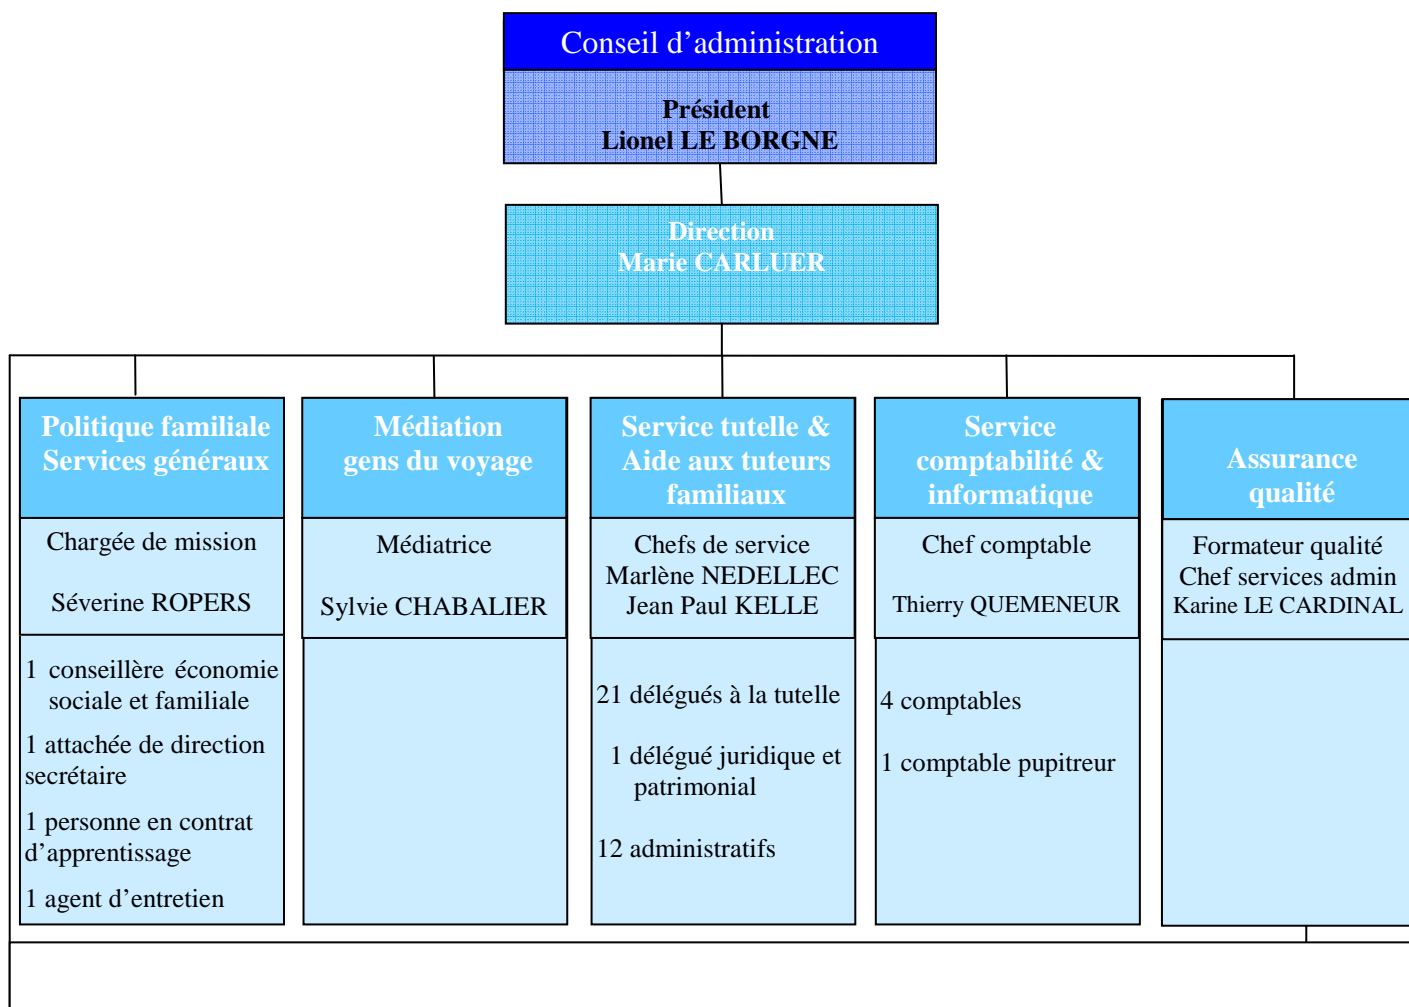 Conseil d’administration
Président
Lionel LE BORGNE
Direction
Marie CARLUER
Politique familiale
Services généraux
Chargée de mission
Séverine ROPERS
1 conseillère économie
sociale et familiale
1 attachée de direction
secrétaire
1 personne en contrat
d’apprentissage
1 agent d’entretien
Médiation
gens du voyage
Médiatrice
Sylvie CHABALIER
Service tutelle &
Aide aux tuteurs
familiaux
Chefs de service
Marlène NEDELLEC
Jean Paul KELLE
21 délégués à la tutelle
1 délégué juridique et
patrimonial
12 administratifs
Service
comptabilité &
informatique
Chef comptable
Thierry QUEMENEUR
4 comptables
1 comptable pupitreur
Assurance
qualité
Formateur qualité
Chef services admin
Karine LE CARDINAL